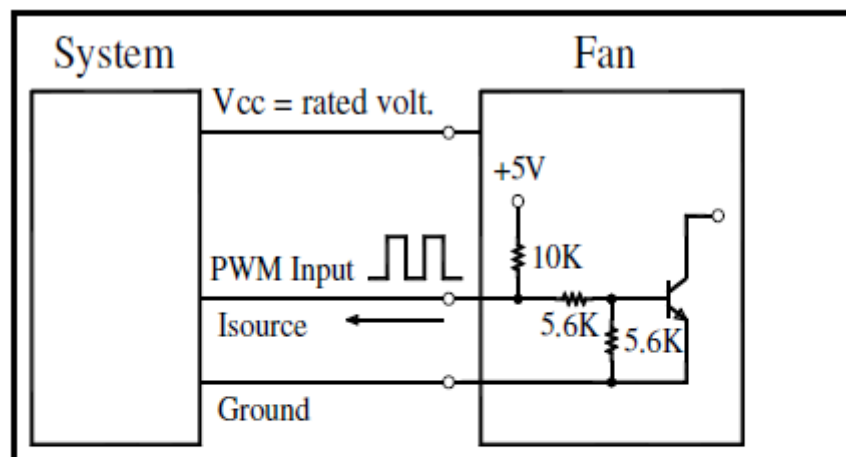 System
Fan
Vcc = rated volt.
+5V
10K
PWM Input
Isource
5.6K
5.6K
Ground